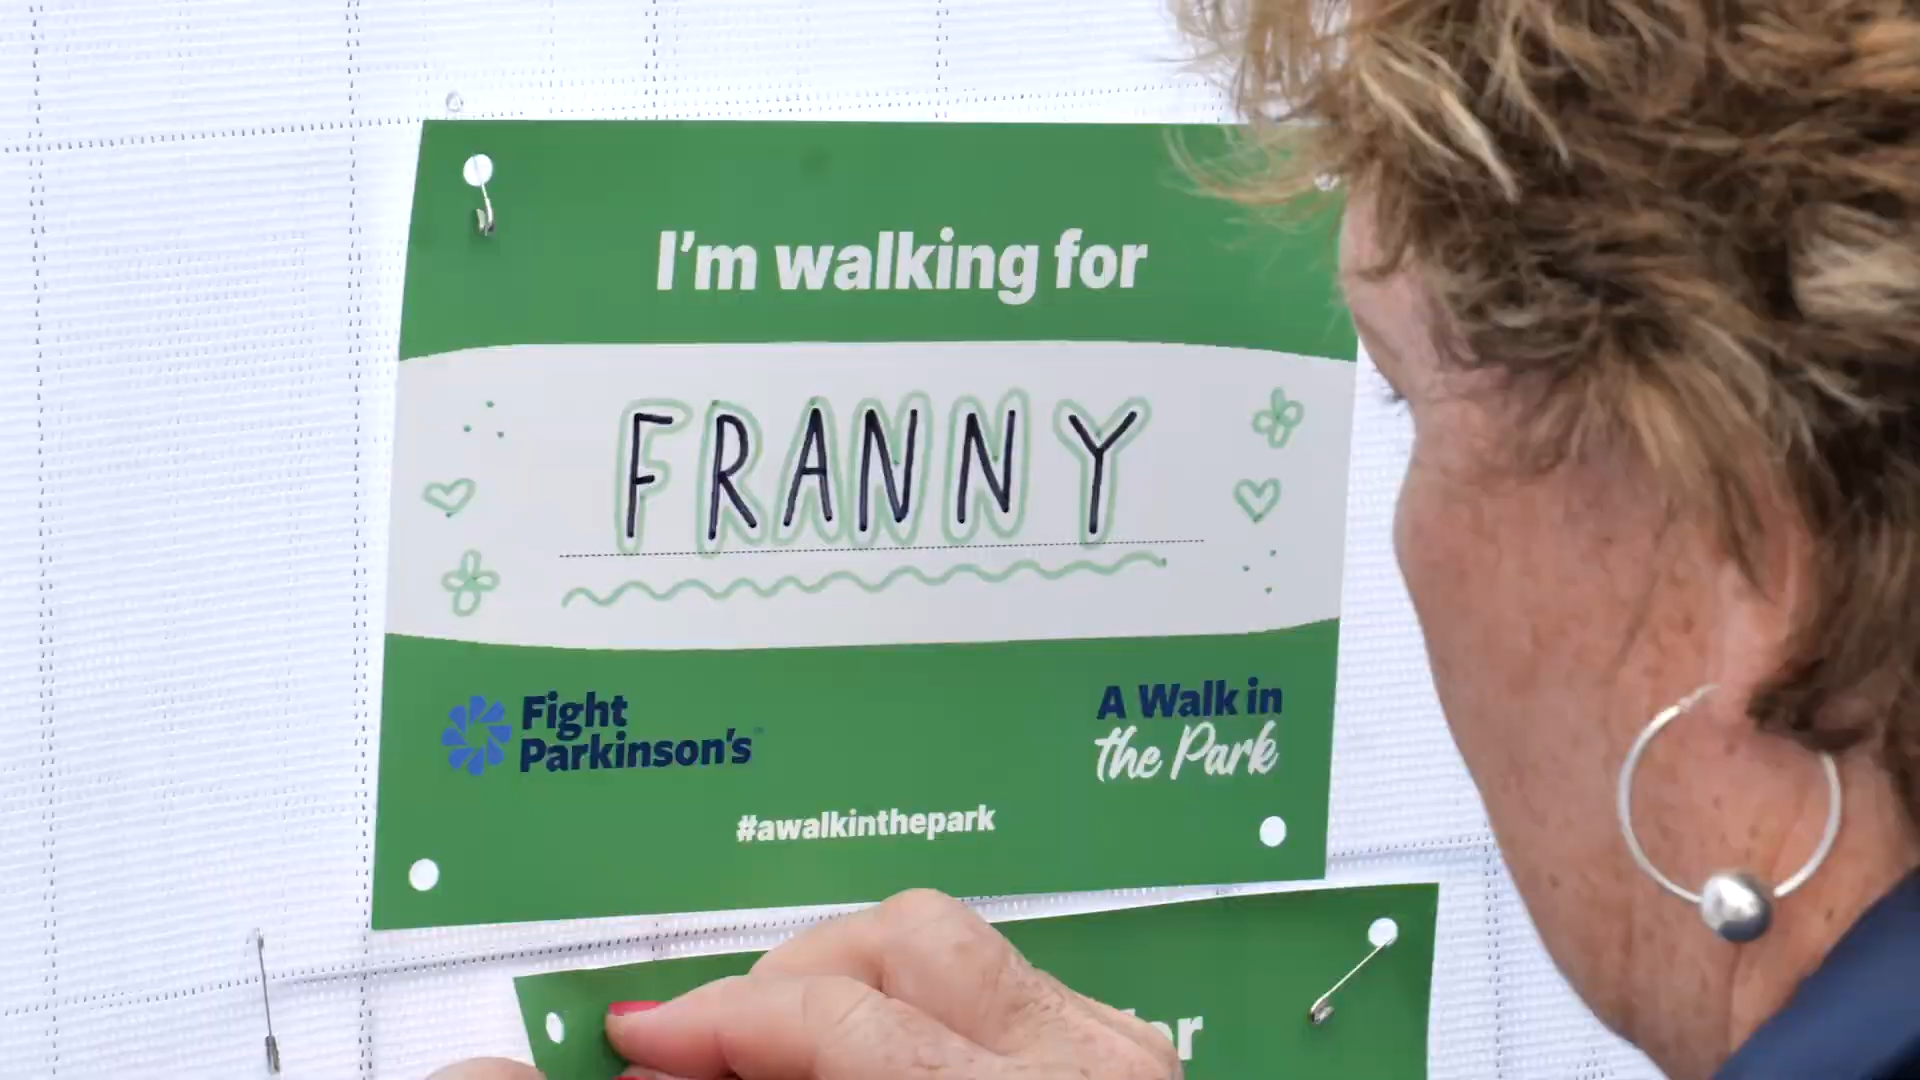 I'm walking for
FRANNY
Fight
Parkinson's
A Walk in
the Park
#awalkinthepark